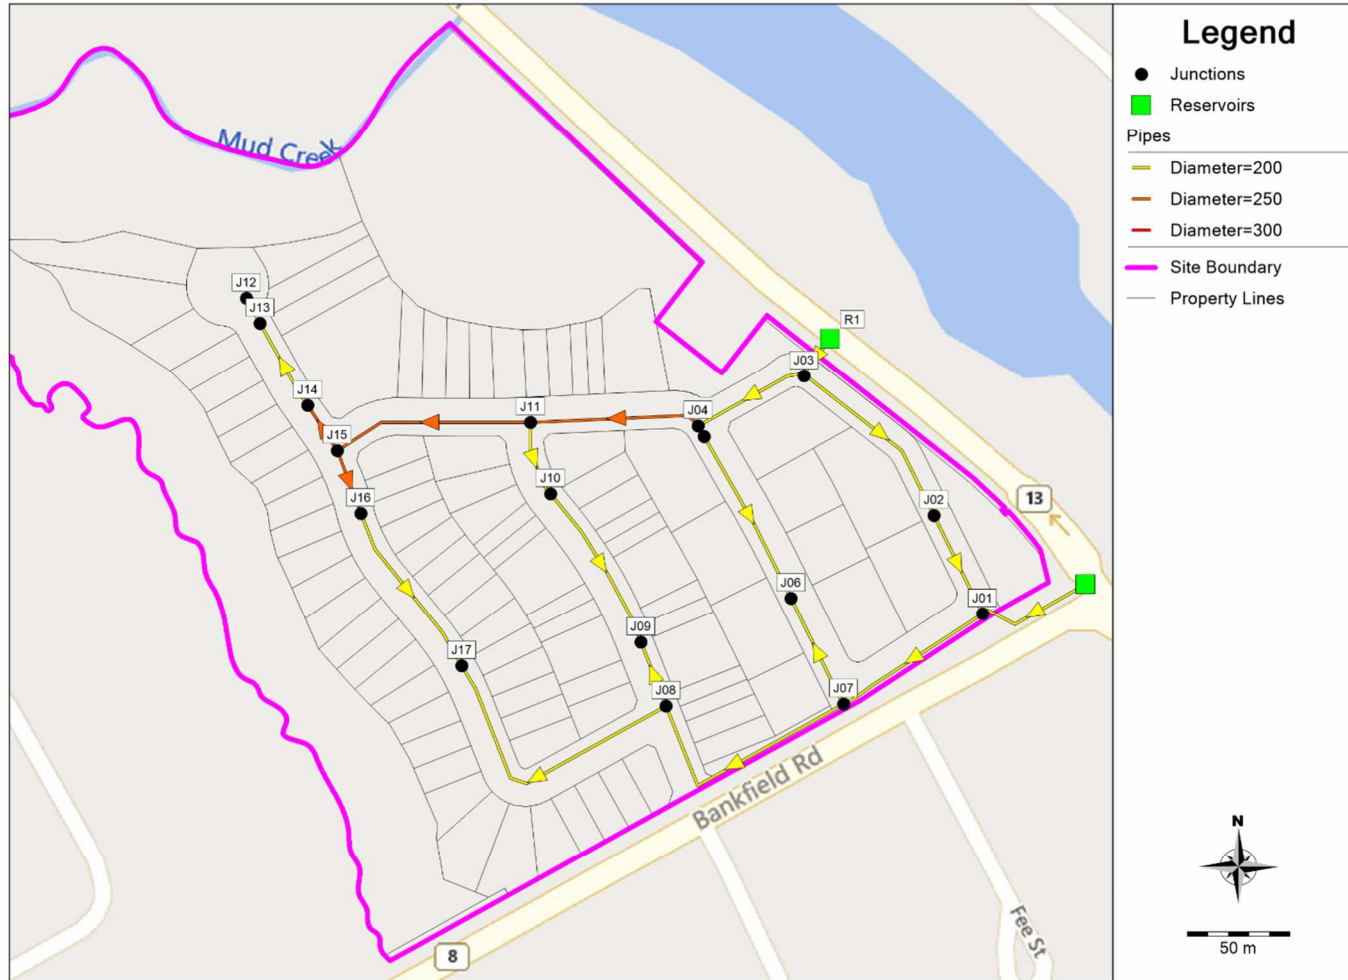 Legend
Junctions
Reservoirs
Pipes
Diameter=200
Diameter=250
Diameter=300
Site Boundary
Property Lines
Mud Creek
J12
J13
R1
J03
J14
J11
J04
J15
J10
J16
13
J02
J06
J01
J09
J17
J08
J07
Bankfield Rd
N
Fee St
50 m
8